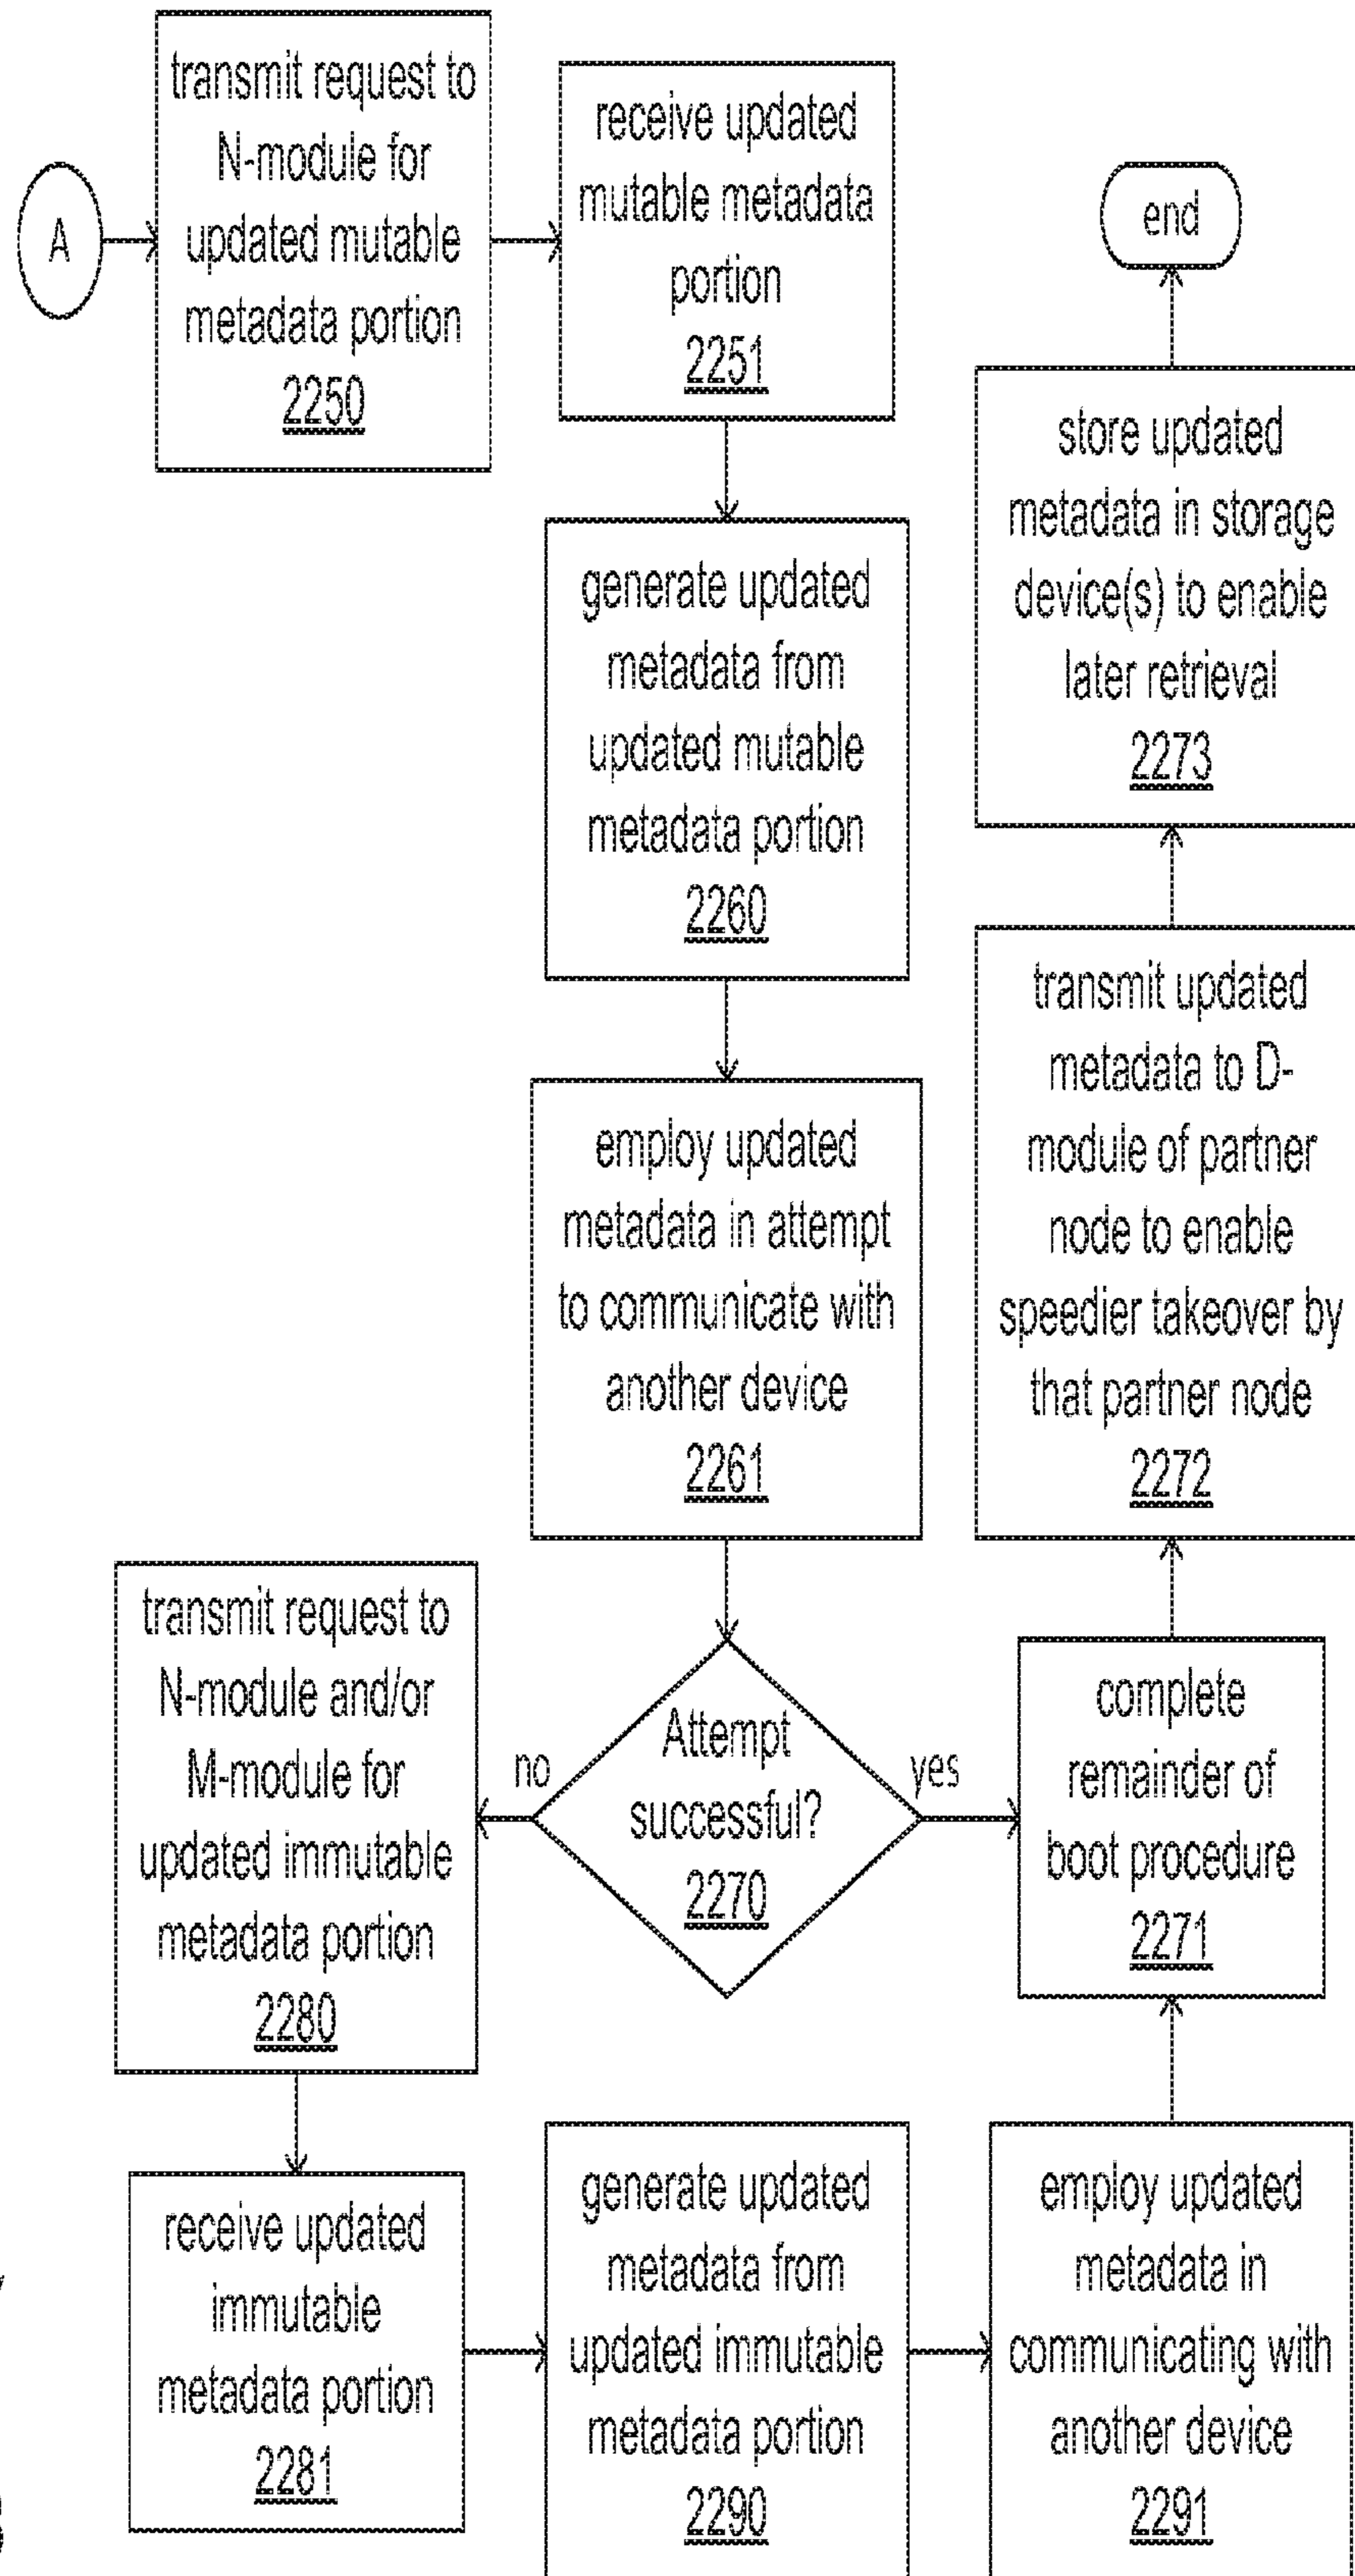 A
transmit request to
N-module for
updated mutable
metadata portion
2250
receive updated
mutable metadata
portion
2251
generate updated
metadata from
updated mutable
metadata portion
2260
employ updated
metadata in attempt
to communicate with
another device
2261
Attempt
successful?
2270
no
yes
transmit request to
N-module and/or
M-module for
updated immutable
metadata portion
2280
receive updated
immutable
metadata portion
2281
generate updated
metadata from
updated immutable
metadata portion
2290
employ updated
metadata in
communicating with
another device
2291
complete
remainder of
boot procedure
2271
transmit updated
metadata to D-
module of partner
node to enable
speedier takeover by
that partner node
2272
store updated
metadata in storage
device(s) to enable
later retrieval
2273
end